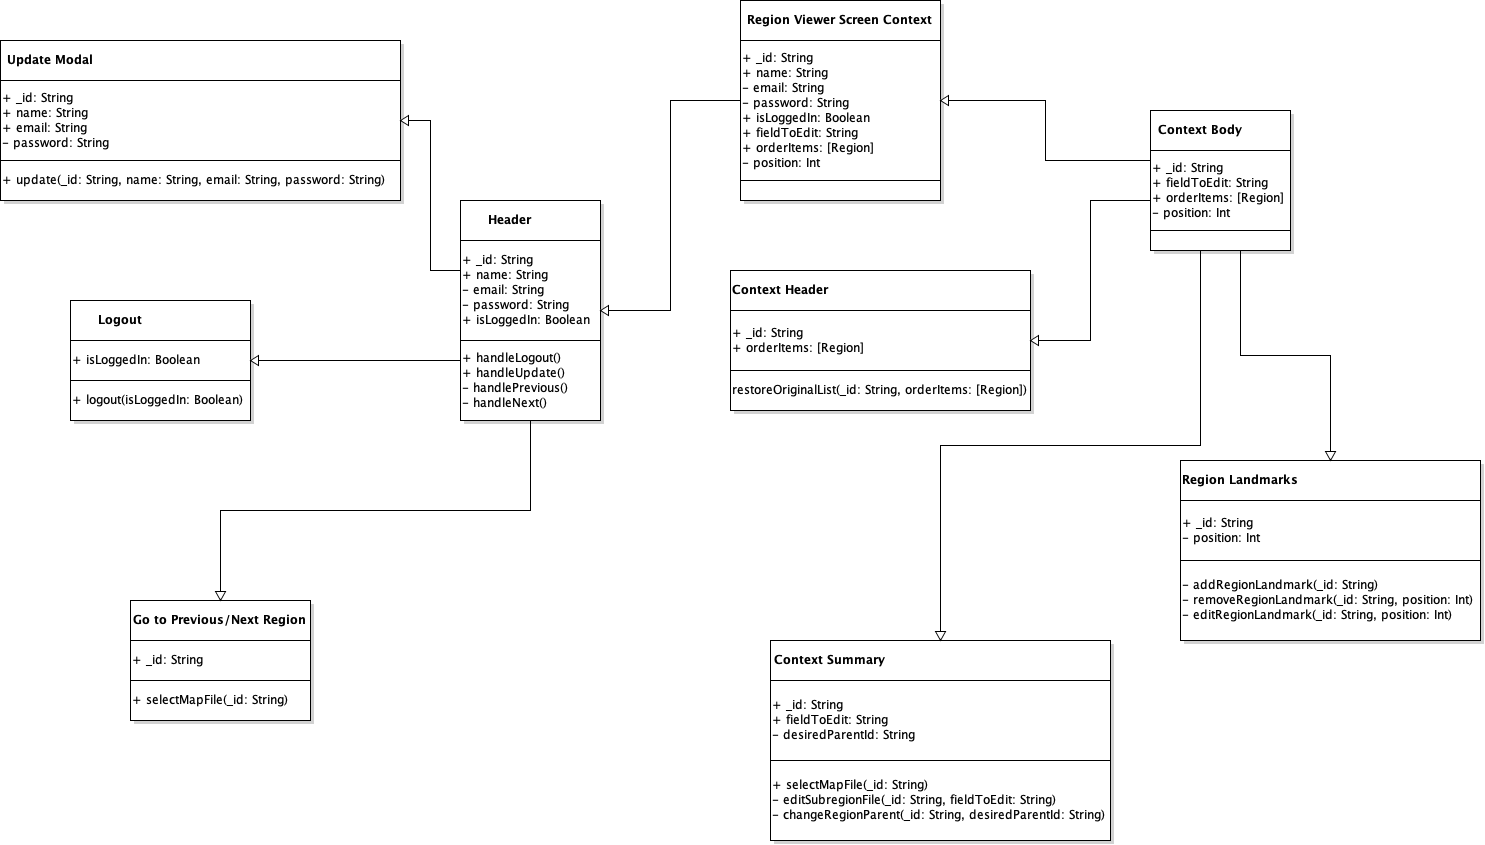 Region Viewer Screen Context
+ _id: String
+ name: String
- email: String
- password: String
+ isLoggedIn: Boolean
+ fieldToEdit: String
+ orderItems: [Region]
- position: Int
Update Modal
+ _id: String
+ name: String
+ email: String
- password: String
+ update(_id: String, name: String, email: String, password: String)
Context Body
+ _id: String
+ fieldToEdit: String
+ orderItems: [Region]
- position: Int
Header
+ _id: String
+ name: String
- email: String
- password: String
+ isLoggedIn: Boolean
+ handleLogout()
+ handleUpdate()
- handlePrevious()
- handleNext()
Context Header
+ _id: String
+ orderItems: [Region]
restoreOriginalList(_id: String, orderItems: [Region])
Logout
+ isLoggedIn: Boolean
+ logout(isLoggedIn: Boolean)
Region Landmarks
+ _id: String
- position: Int
- addRegionLandmark(_id: String)
- removeRegionLandmark(_id: String, position: Int)
- editRegionLandmark(_id: String, position: Int)
Go to Previous/Next Region
+ _id: String
+ selectMapFile(_id: String)
Context Summary
+ _id: String
+ fieldToEdit: String
- desiredParentId: String
+ selectMapFile(_id: String)
- editSubregionFile(_id: String, fieldToEdit: String)
- changeRegionParent(_id: String, desiredParentId: String)